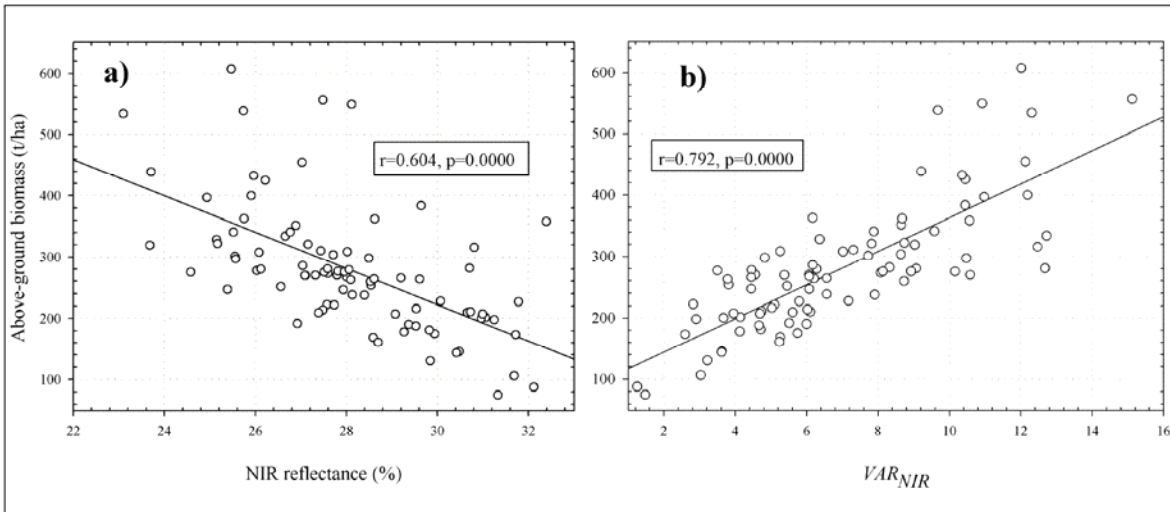 a)
r=0.604, p=0.0000
Above-ground biomass (t/ha)
600
500
400
300
200
100
22 24 26 28 30 32
NIR reflectance (%)
b)
r=0.792, p=0.0000
600
500
400
300
200
100
2 4 6 8 10 12 14 16
VAR_NIR